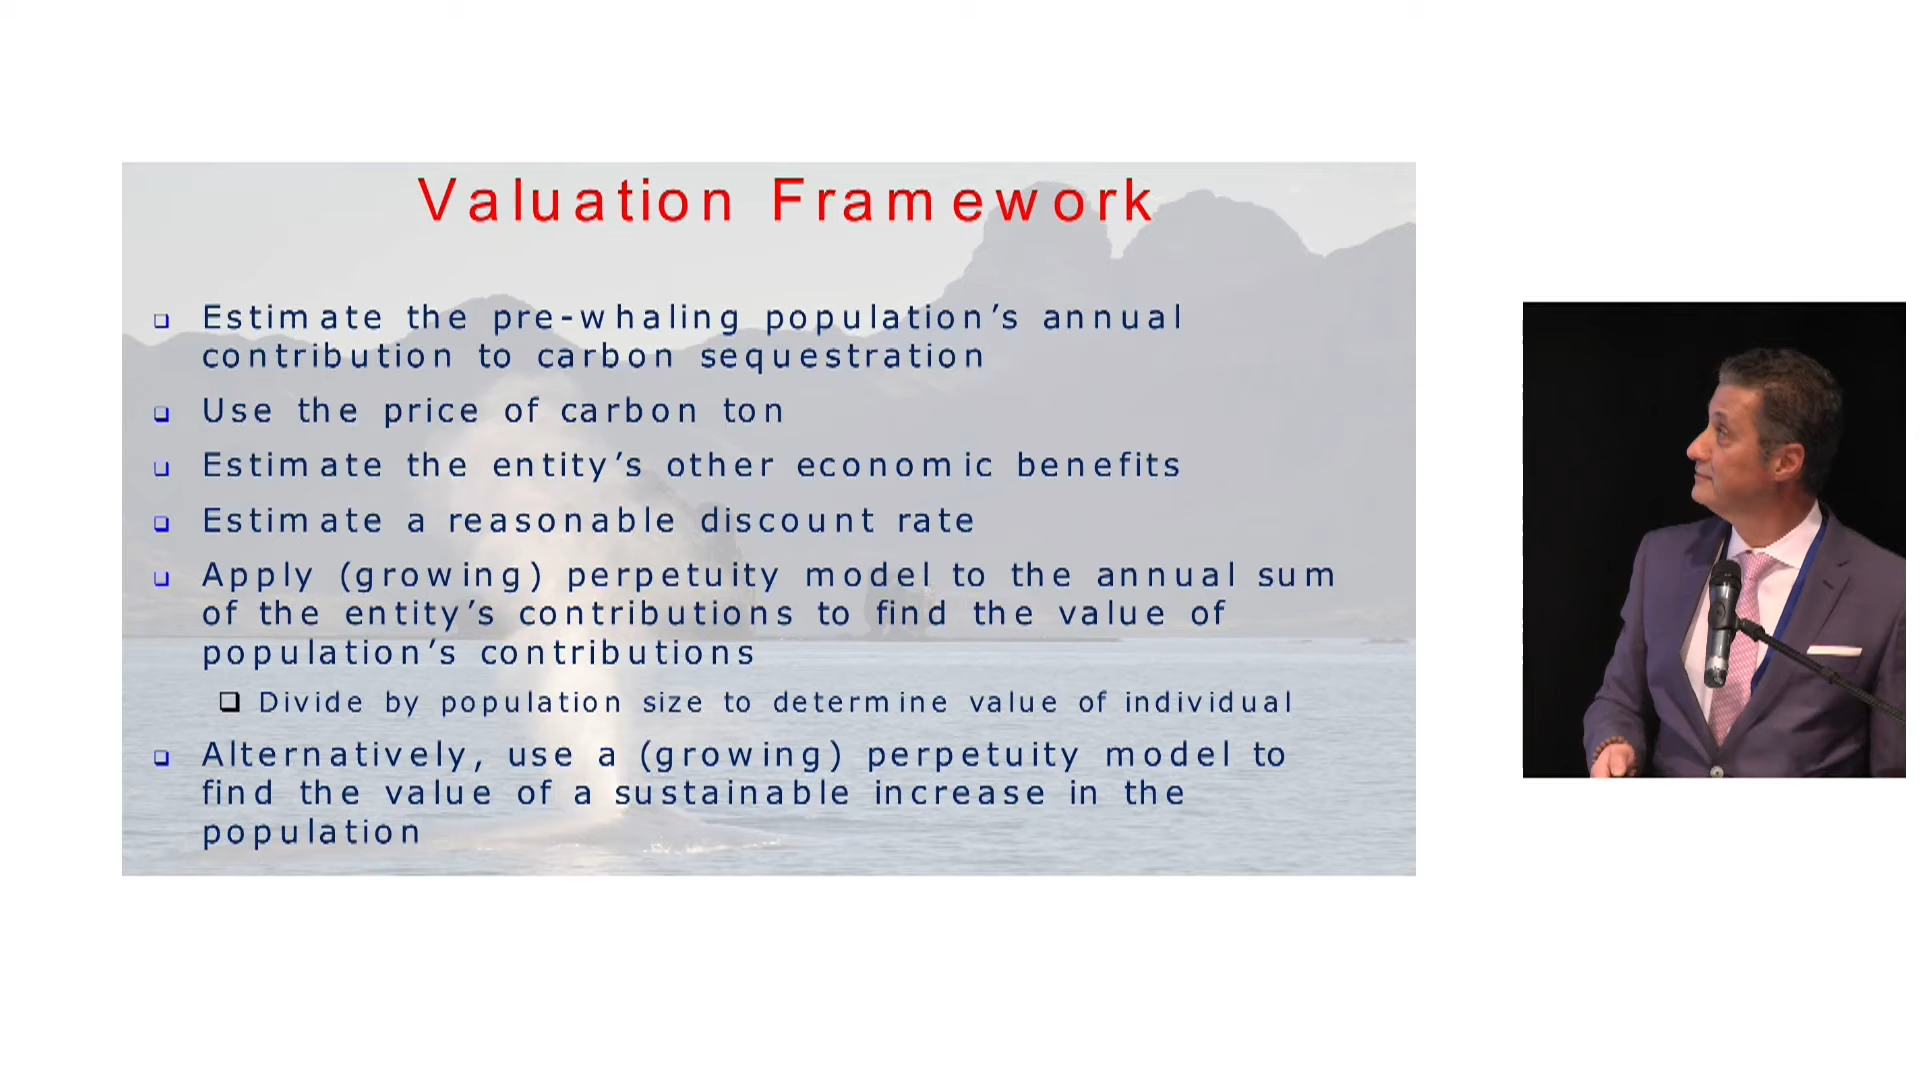 Valuation Framework
Estimate the pre-whaling population’s annual
contribution to carbon sequestration
Use the price of carbon ton
Estimate the entity’s other economic benefits
Estimate a reasonable discount rate
Apply (growing) perpetuity model to the annual sum
of the entity’s contributions to find the value of
population’s contributions
Divide by population size to determine value of individual
Alternatively, use a (growing) perpetuity model to
find the value of a sustainable increase in the
population